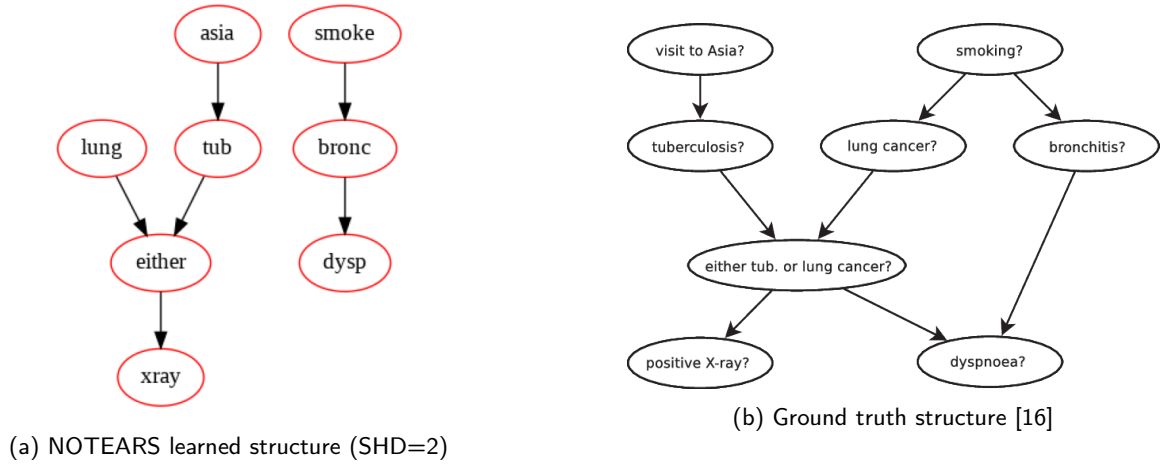 asia
smoke
lung
tub
bronc
either
dysp
xray
(a) NOTEARS learned structure (SHD=2)
visit to Asia?
smoking?
tuberculosis?
lung cancer?
bronchitis?
either tub. or lung cancer?
positive X-ray?
dyspnoea?
(b) Ground truth structure [16]